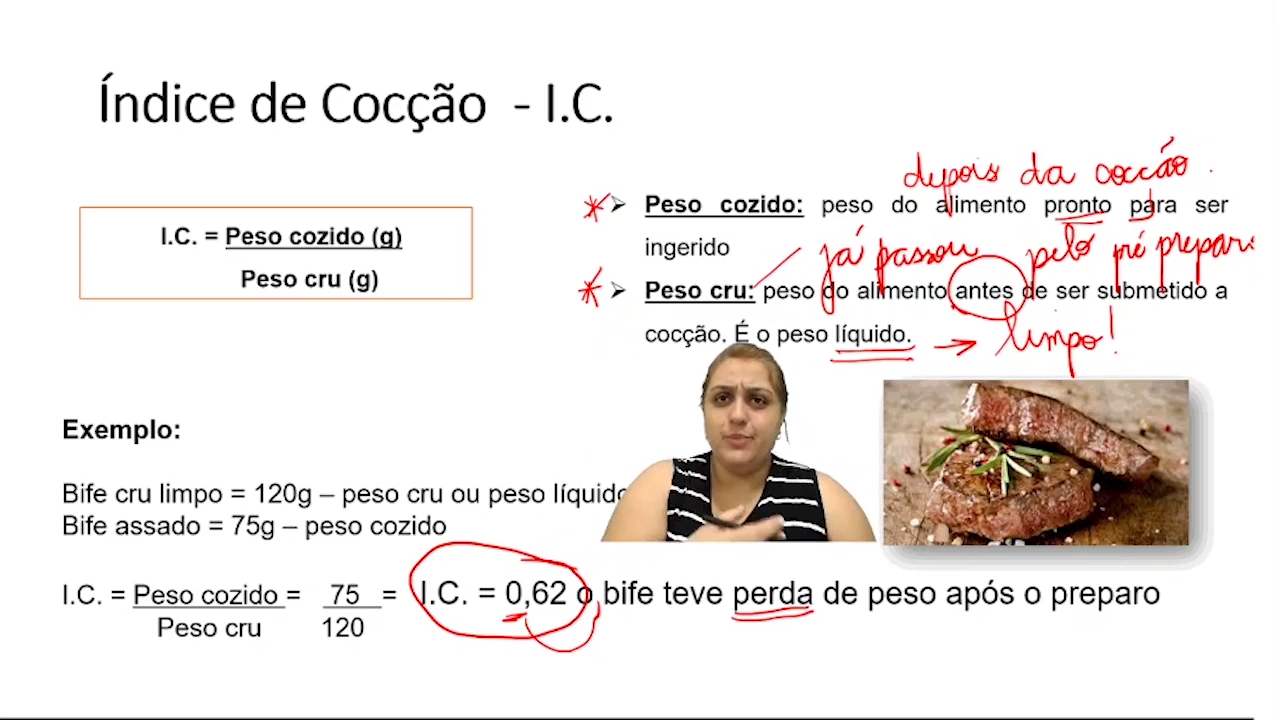 Índice de Cocção - I.C.
depois da cocção.
I.C. = Peso cozido (g)
Peso cru (g)
* ➢ Peso cozido: peso do alimento pronto para ser
ingerido
já passou pelo pré prepar
* ➢ Peso cru: peso do alimento antes de ser submetido a
cocção. É o peso líquido. → limpo!
Exemplo:
Bife cru limpo = 120g – peso cru ou peso líquido
Bife assado = 75g – peso cozido
I.C. = Peso cozido = 75 = I.C. = 0,62 o bife teve perda de peso após o preparo
Peso cru 120